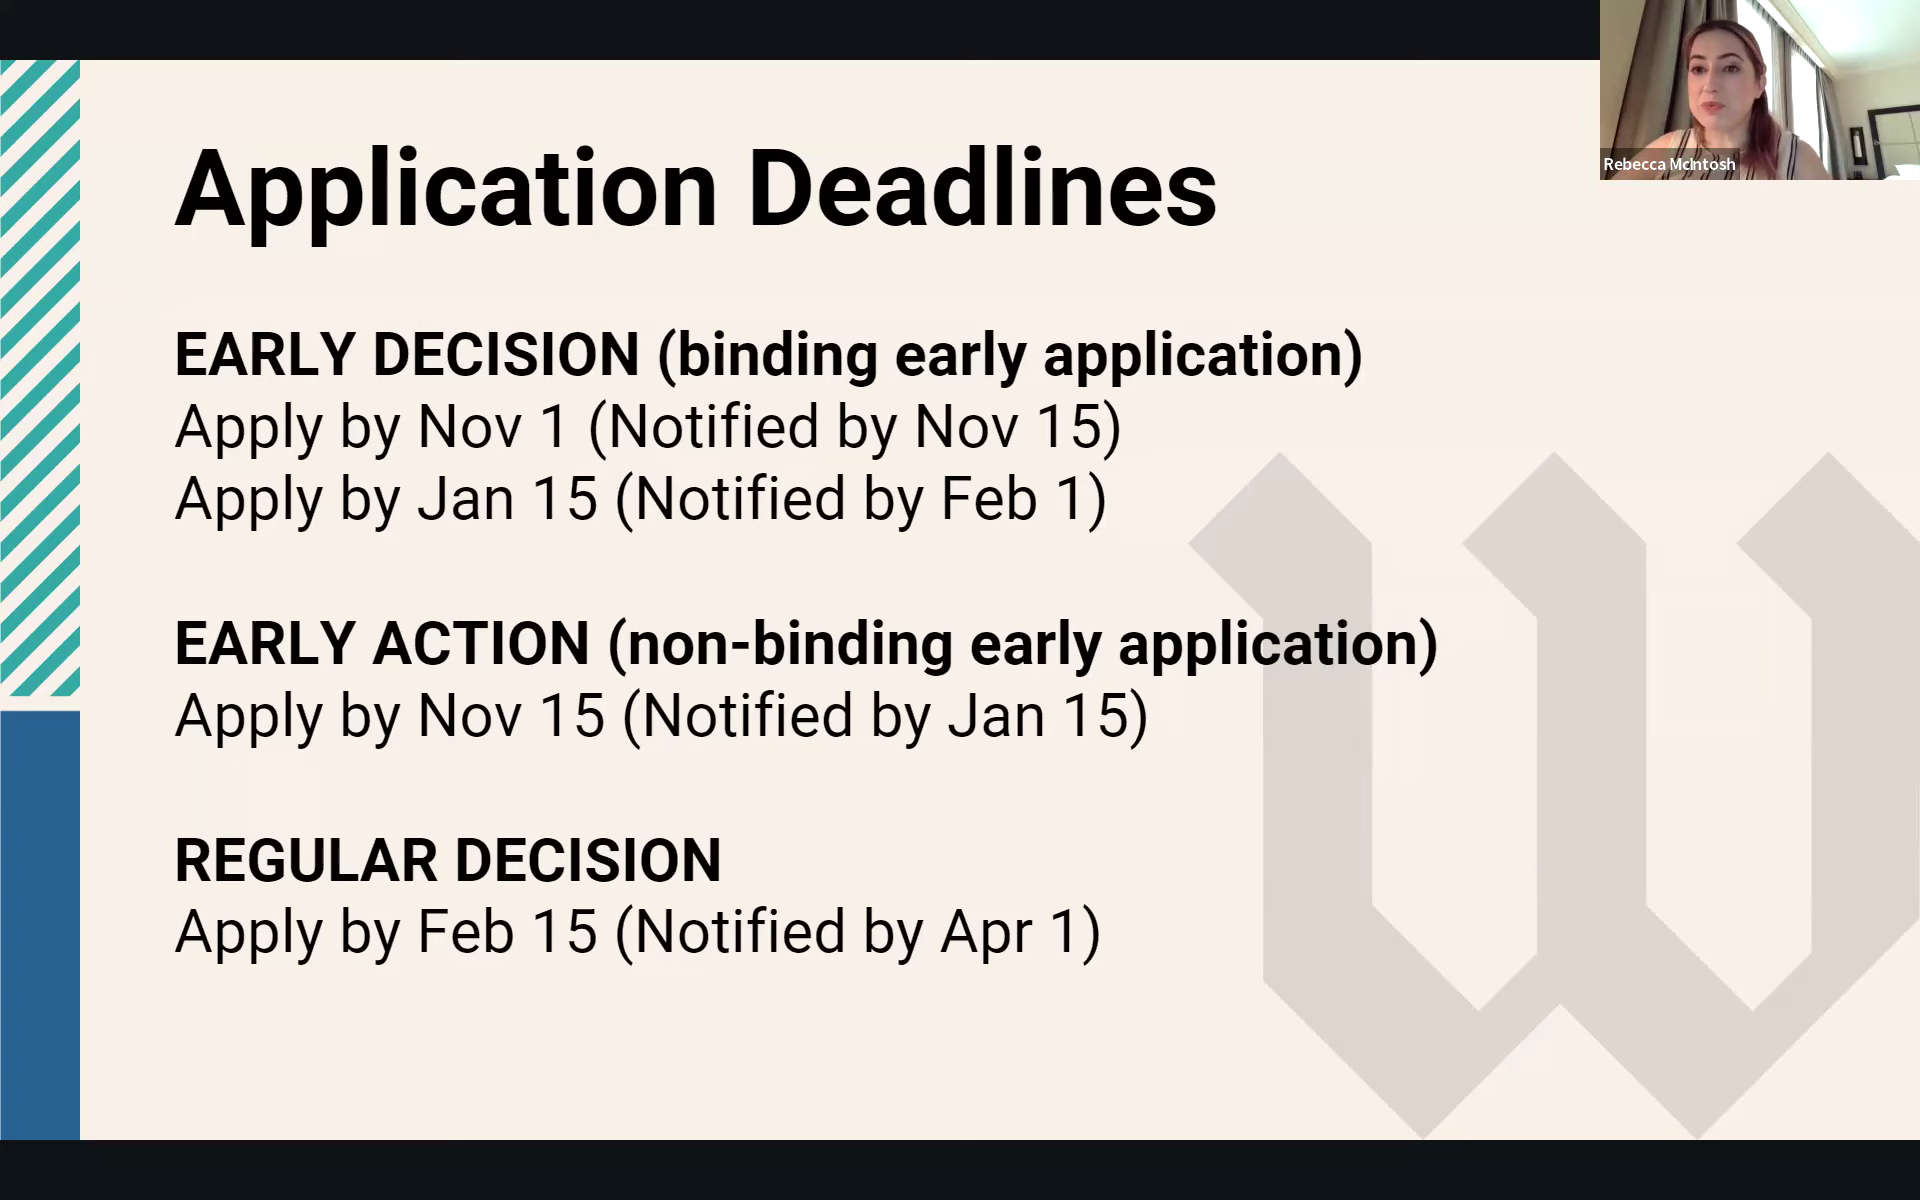 Application Deadlines
Rebecca McIntosh
EARLY DECISION (binding early application)
Apply by Nov 1 (Notified by Nov 15)
Apply by Jan 15 (Notified by Feb 1)
EARLY ACTION (non-binding early application)
Apply by Nov 15 (Notified by Jan 15)
REGULAR DECISION
Apply by Feb 15 (Notified by Apr 1)